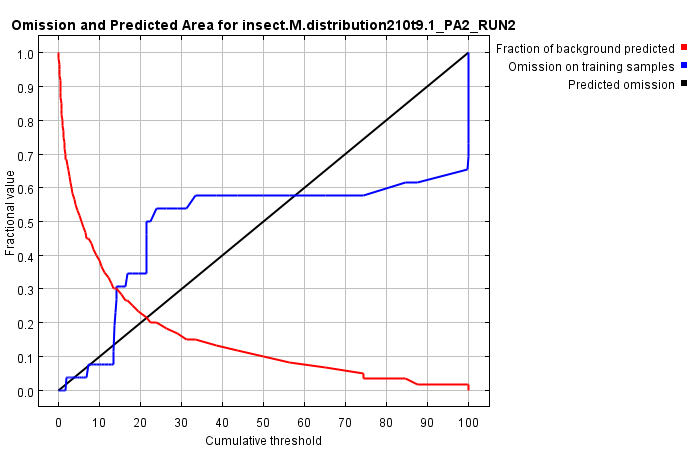 Omission and Predicted Area for insect.M.distribution210t9.1_PA2_RUN2
Fraction of background predicted
Omission on training samples
Predicted omission
Fractional value
1.0
0.9
0.8
0.7
0.6
0.5
0.4
0.3
0.2
0.1
0.0
0 10 20 30 40 50 60 70 80 90 100
Cumulative threshold